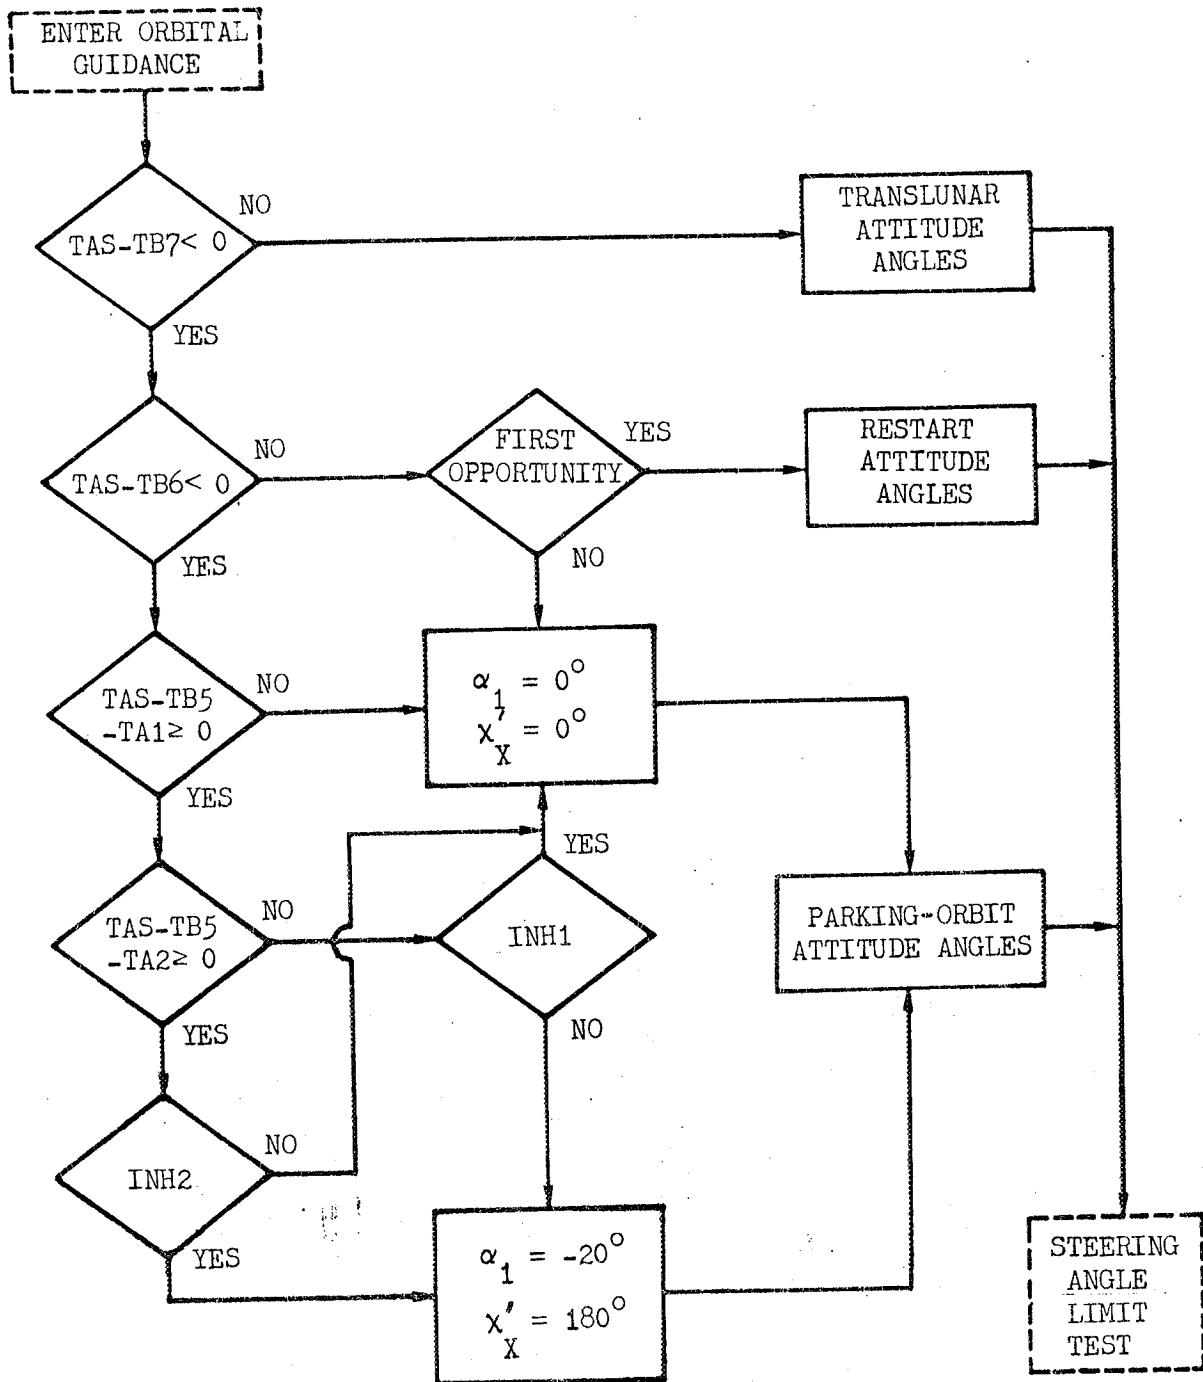 ENTER ORBITAL
GUIDANCE
TAS-TB7< 0
NO
YES
TRANSLUNAR
ATTITUDE
ANGLES
TAS-TB6< 0
NO
YES
FIRST
OPPORTUNITY
YES
NO
RESTART
ATTITUDE
ANGLES
TAS-TB5
-TA1≥ 0
NO
YES
α₁ = 0°
χ'X = 0°
TAS-TB5
-TA2≥ 0
NO
YES
INH1
YES
NO
PARKING-ORBIT
ATTITUDE ANGLES
INH2
NO
YES
α₁ = -20°
χ'X = 180°
STEERING
ANGLE
LIMIT
TEST